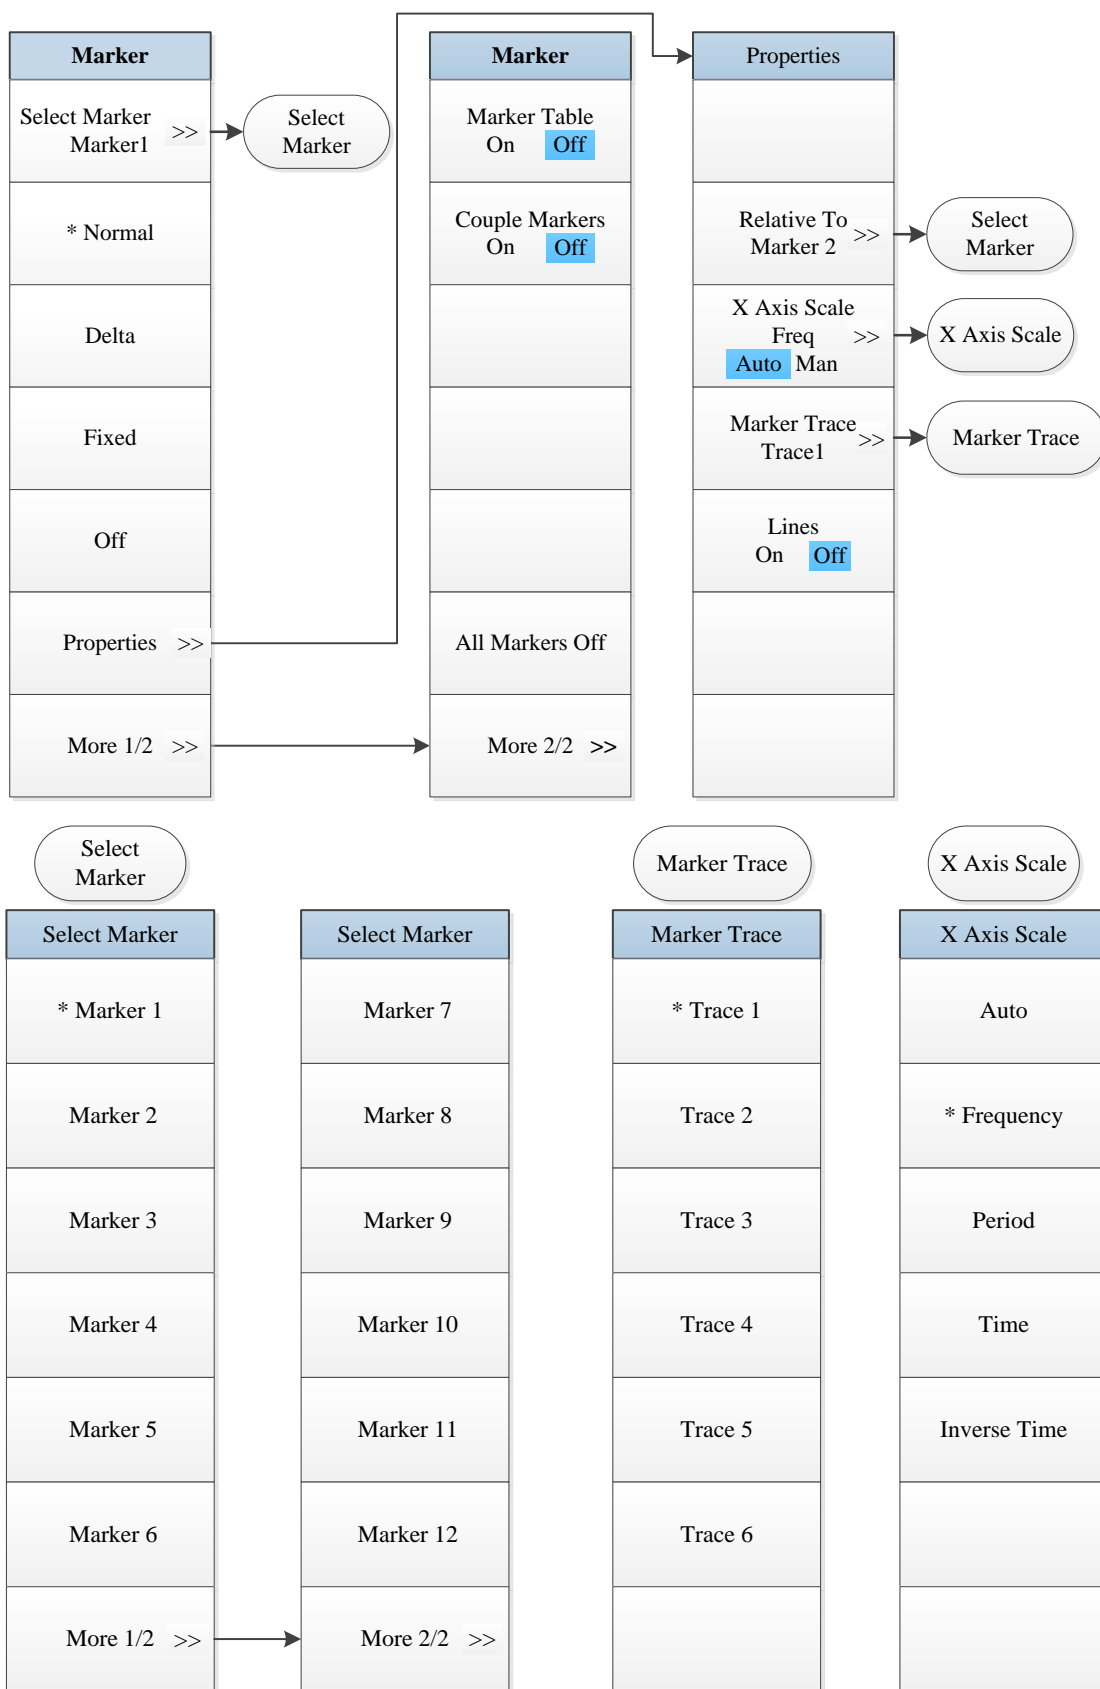 Marker
Select Marker
Marker1 >>
* Normal
Delta
Fixed
Off
Properties >>
More 1/2 >>
Select
Marker
Marker
Marker Table
On Off
Couple Markers
On Off
All Markers Off
More 2/2 >>
Properties
Relative To
Marker 2 >>
X Axis Scale
Freq >>
Auto Man
Marker Trace
Trace1 >>
Lines
On Off
Select
Marker
X Axis Scale
Marker Trace
Select
Marker
Select Marker
* Marker 1
Marker 2
Marker 3
Marker 4
Marker 5
Marker 6
More 1/2 >>
Select Marker
Marker 7
Marker 8
Marker 9
Marker 10
Marker 11
Marker 12
More 2/2 >>
Marker Trace
Marker Trace
* Trace 1
Trace 2
Trace 3
Trace 4
Trace 5
Trace 6
X Axis Scale
X Axis Scale
Auto
* Frequency
Period
Time
Inverse Time